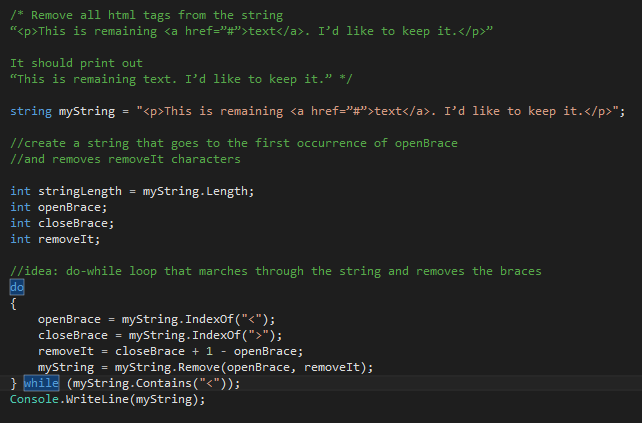 /* Remove all html tags from the string
“<p>This is remaining <a href=”#”>text</a>. I’d like to keep it.</p>”
It should print out
“This is remaining text. I’d like to keep it.” */
string myString = "<p>This is remaining <a href=”#”>text</a>. I’d like to keep it.</p>";
//create a string that goes to the first occurrence of openBrace
//and removes removeIt characters
int stringLength = myString.Length;
int openBrace;
int closeBrace;
int removeIt;
//idea: do-while loop that marches through the string and removes the braces
do
{
openBrace = myString.IndexOf("<");
closeBrace = myString.IndexOf(">");
removeIt = closeBrace + 1 - openBrace;
myString = myString.Remove(openBrace, removeIt);
} while (myString.Contains("<"));
Console.WriteLine(myString);